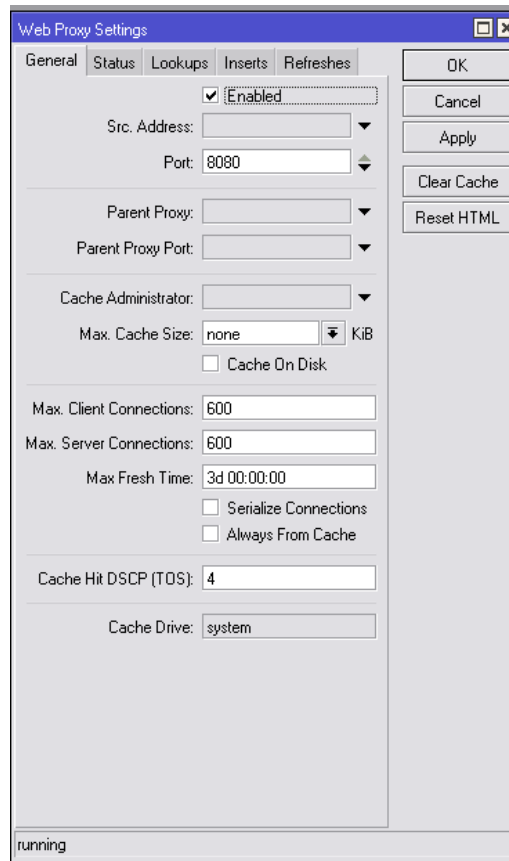 Web Proxy Settings
General Status Lookups Inserts Refreshes
Enabled
Src. Address:
Port: 8080
Parent Proxy:
Parent Proxy Port:
Cache Administrator:
Max. Cache Size: none KiB
Cache On Disk
Max. Client Connections: 600
Max. Server Connections: 600
Max Fresh Time: 3d 00:00:00
Serialize Connections
Always From Cache
Cache Hit DSCP (TOS): 4
Cache Drive: system
OK
Cancel
Apply
Clear Cache
Reset HTML
running